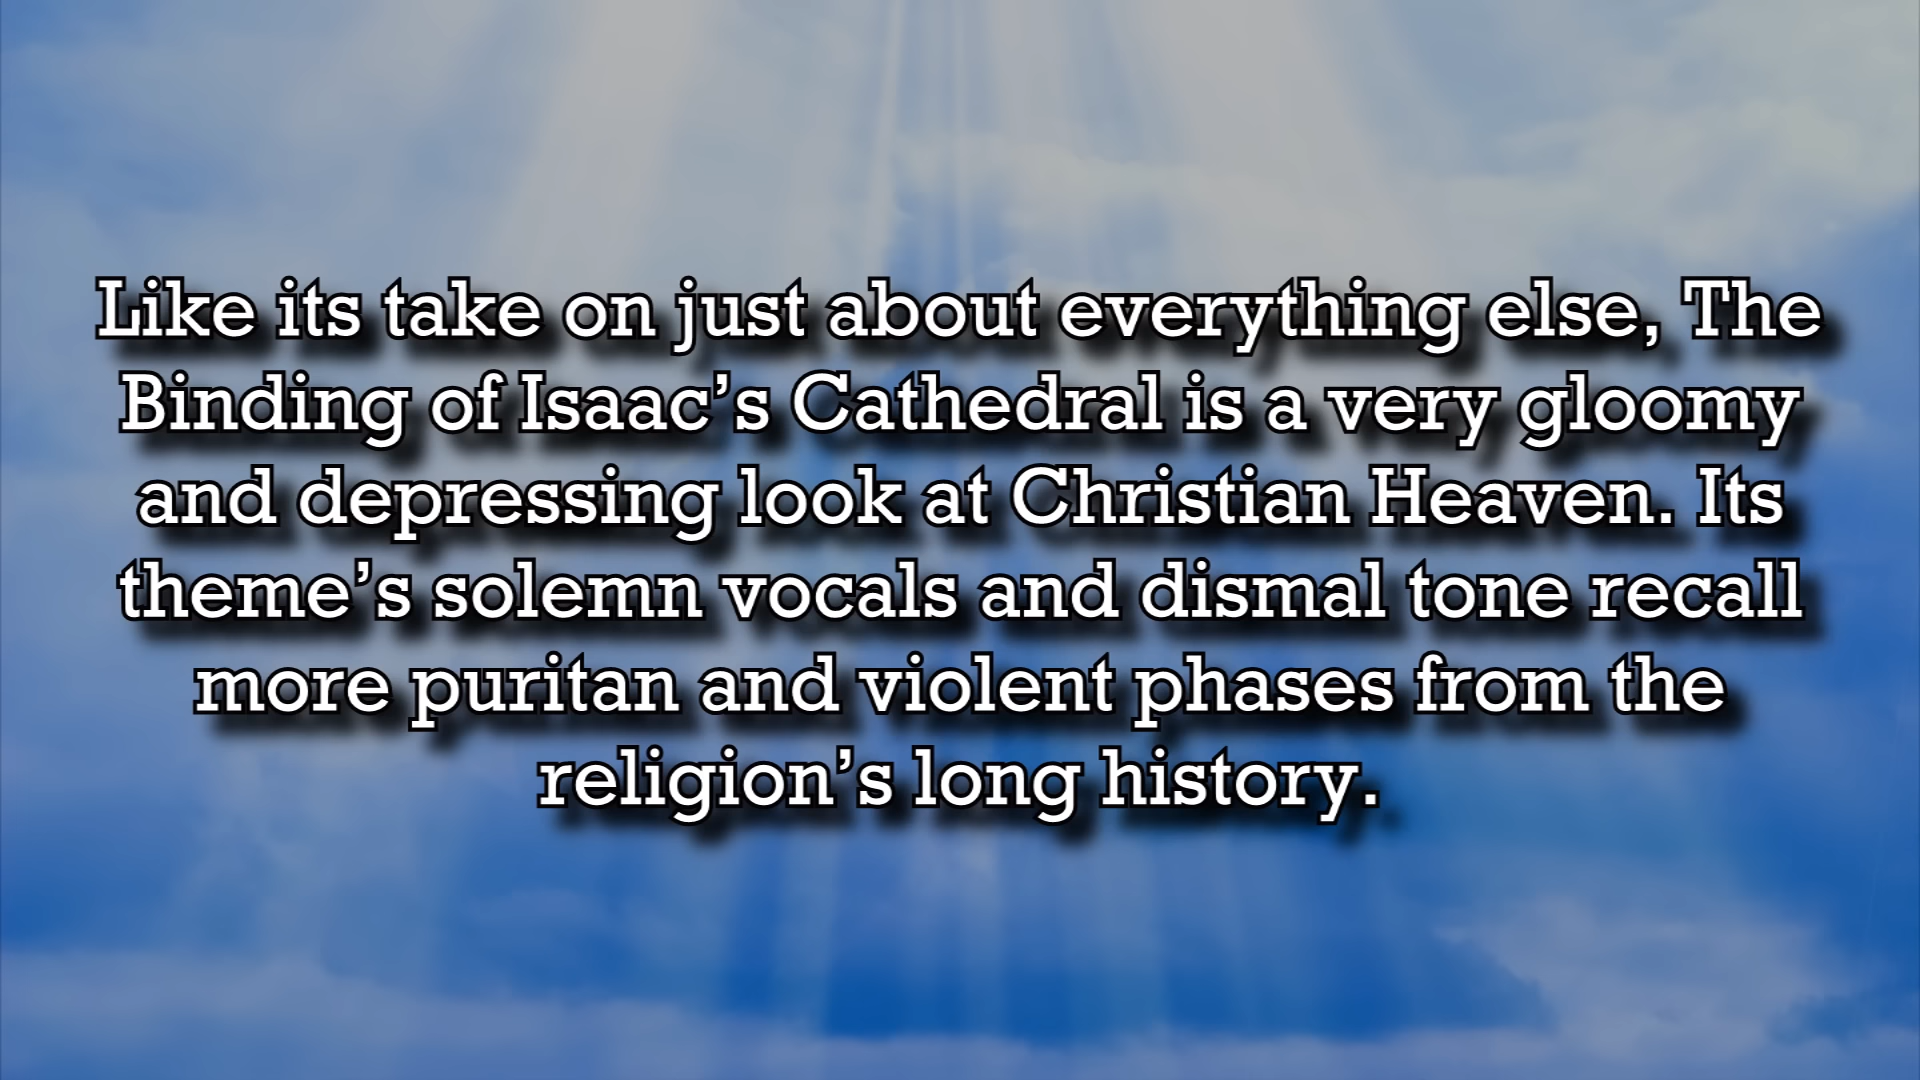 Like its take on just about everything else, The
Binding of Isaac’s Cathedral is a very gloomy
and depressing look at Christian Heaven. Its
theme’s solemn vocals and dismal tone recall
more puritan and violent phases from the
religion’s long history.